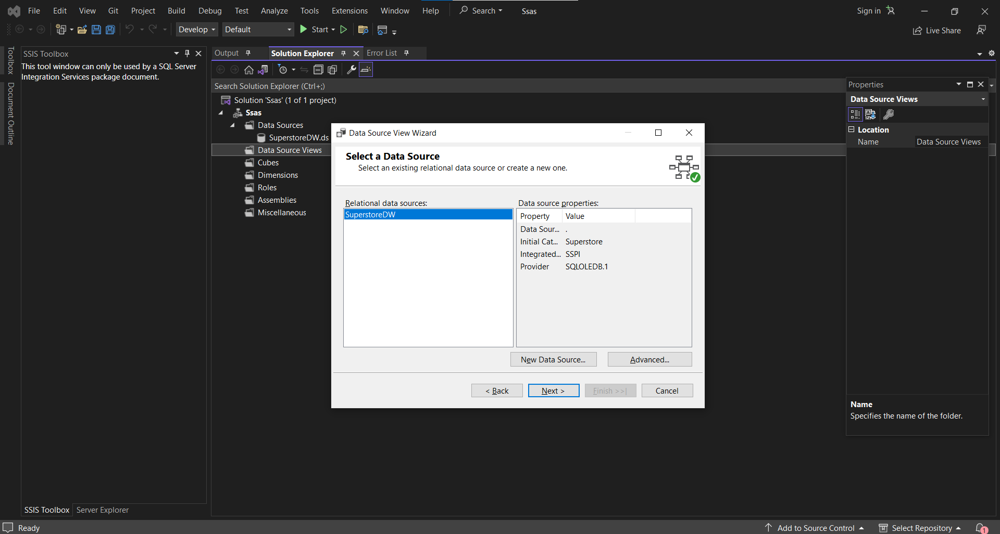 File Edit View Git Project Build Debug Test Analyze Tools Extensions Window Help Search Ssas Sign in
Develop Default Start Live Share
Toolbox
Document Outline
SSIS Toolbox
This tool window can only be used by a SQL Server
Integration Services package document.
SSIS Toolbox Server Explorer
Output Solution Explorer Error List
Search Solution Explorer (Ctrl+;)
Solution 'Ssas' (1 of 1 project)
Ssas
Data Sources
SuperstoreDW.ds
Data Source Views
Cubes
Dimensions
Roles
Assemblies
Miscellaneous
Data Source View Wizard
Select a Data Source
Select an existing relational data source or create a new one.
Relational data sources:
SuperstoreDW
Data source properties:
Property Value
Data Sour... .
Initial Cat... Superstore
Integrated... SSPI
Provider SQLOLEDB.1
New Data Source... Advanced...
< Back Next > Finish >>| Cancel
Properties
Data Source Views
Location
Name Data Source Views
Name
Specifies the name of the folder.
Ready Add to Source Control Select Repository 1